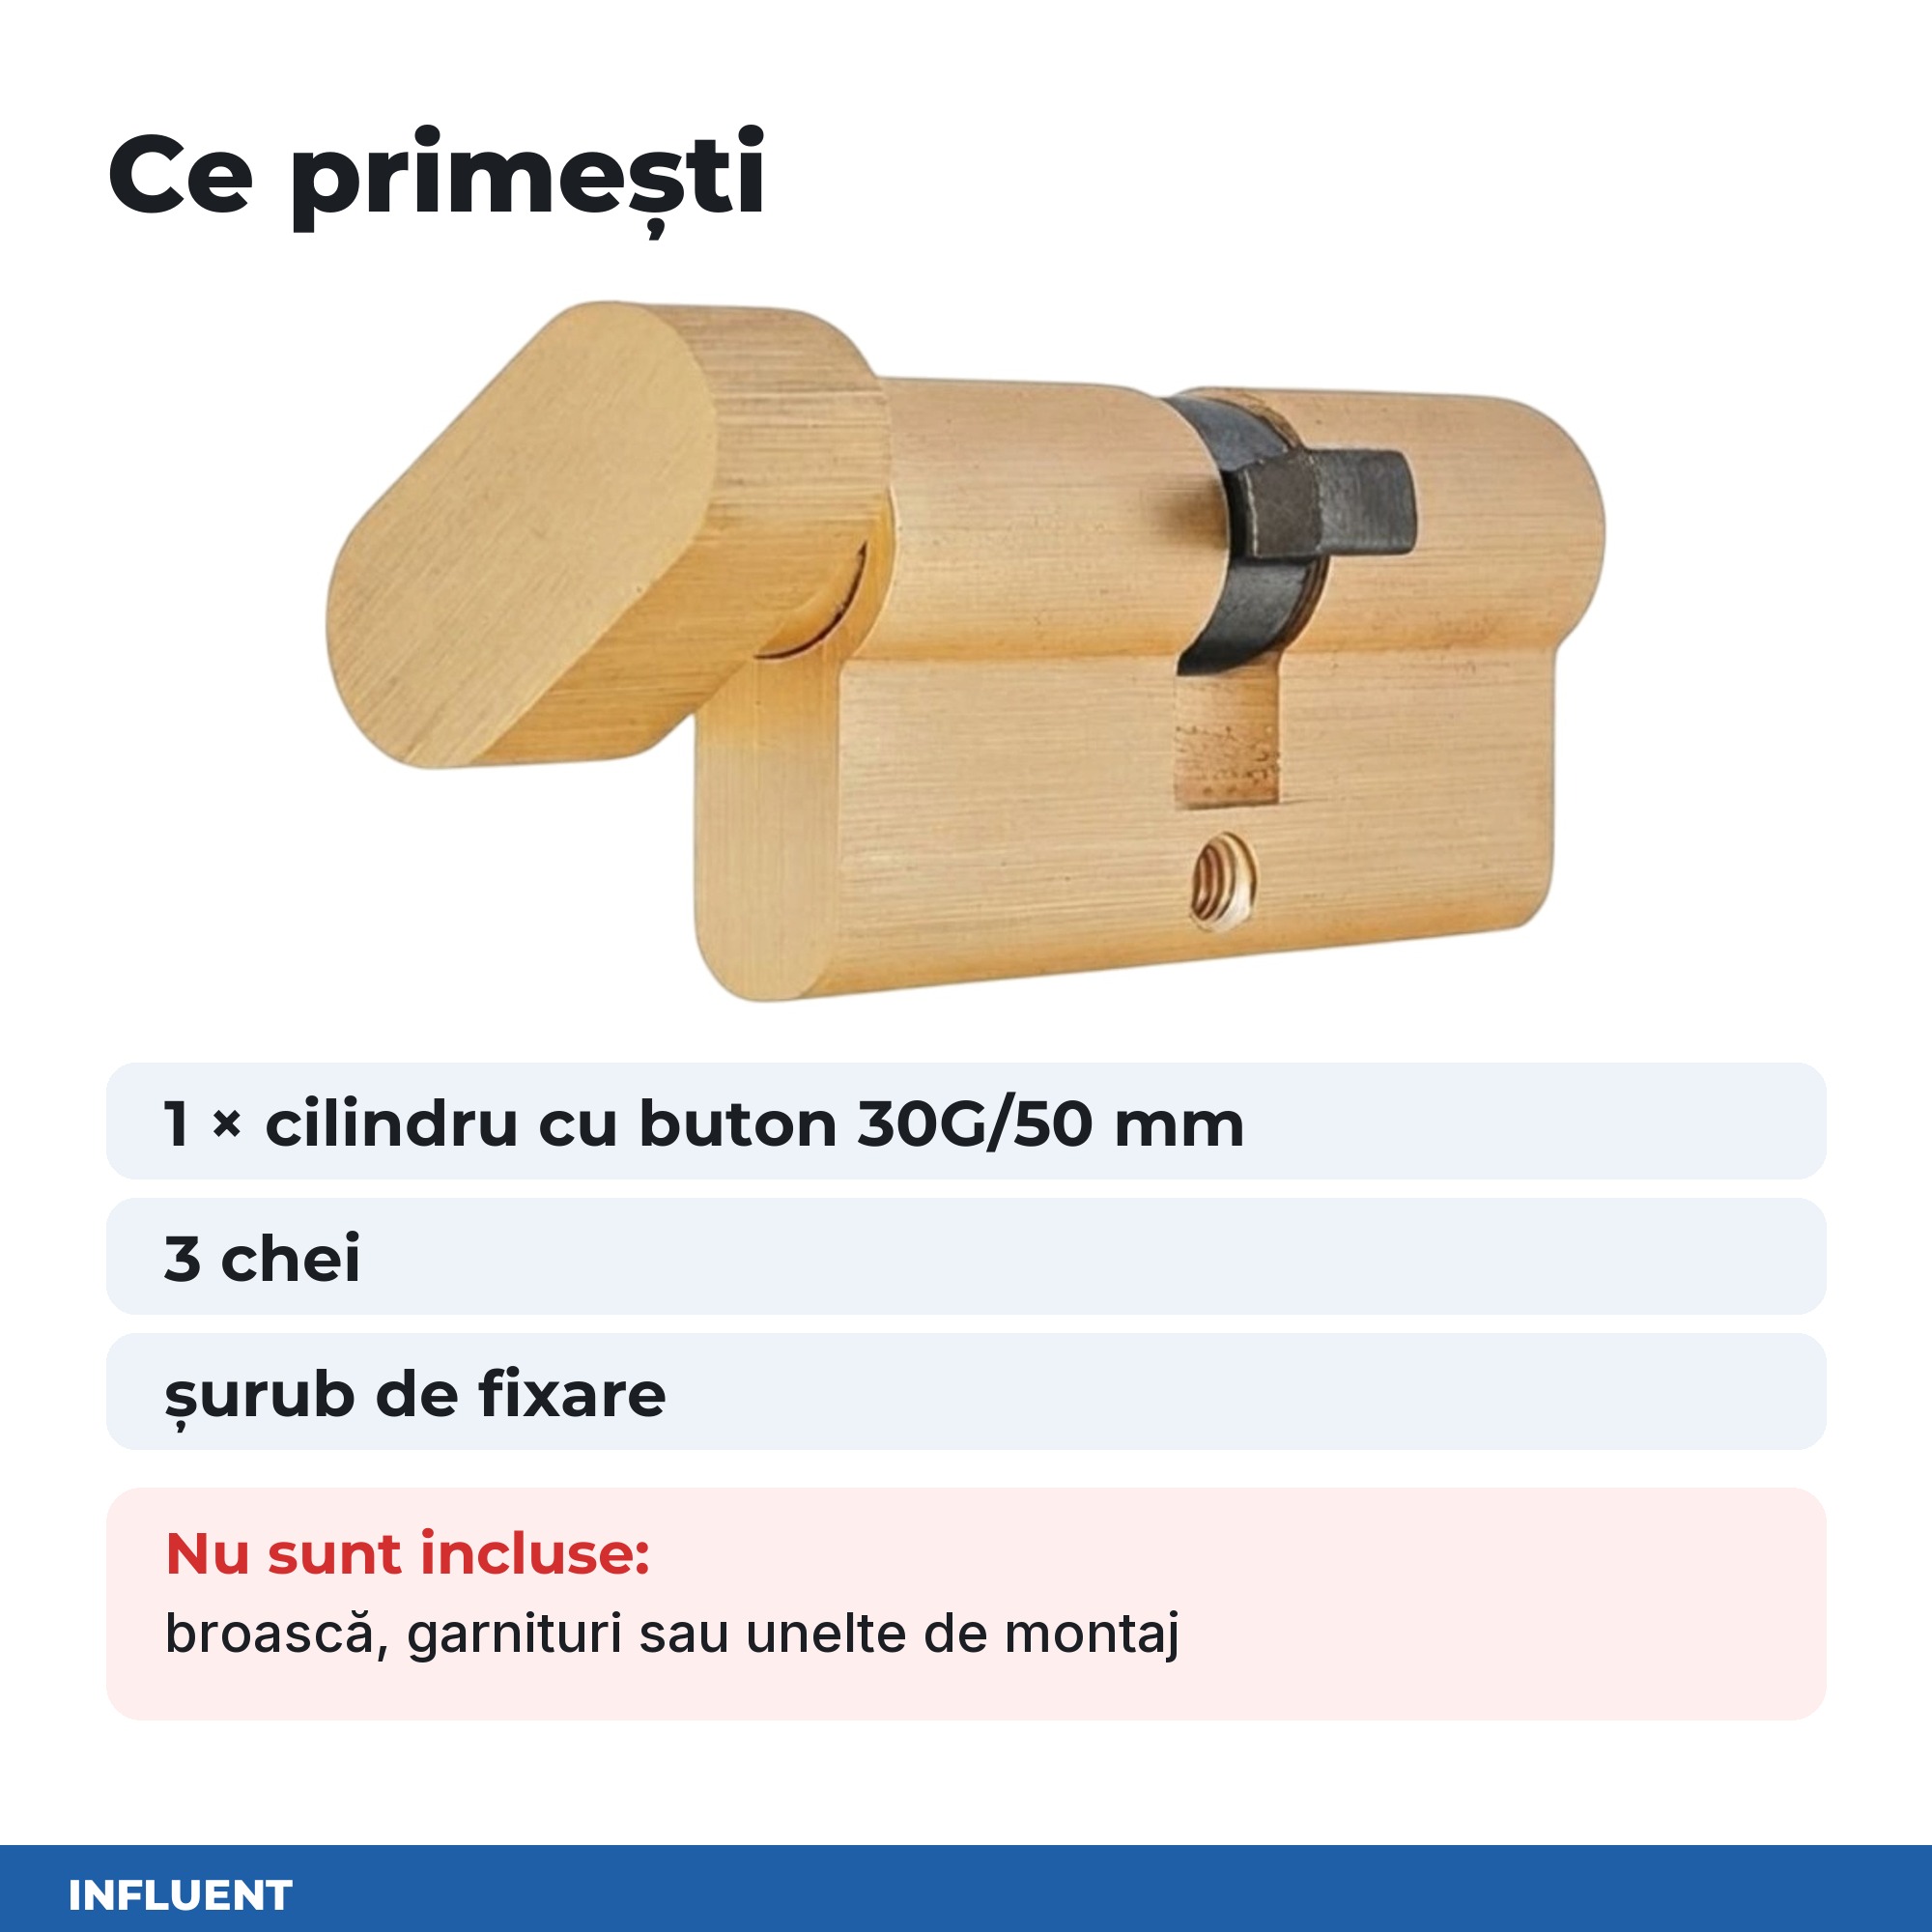 Ce primești
1 × cilindru cu buton 30G/50 mm
3 chei
șurub de fixare
Nu sunt incluse:
broască, garnituri sau unelte de montaj
INFLUENT